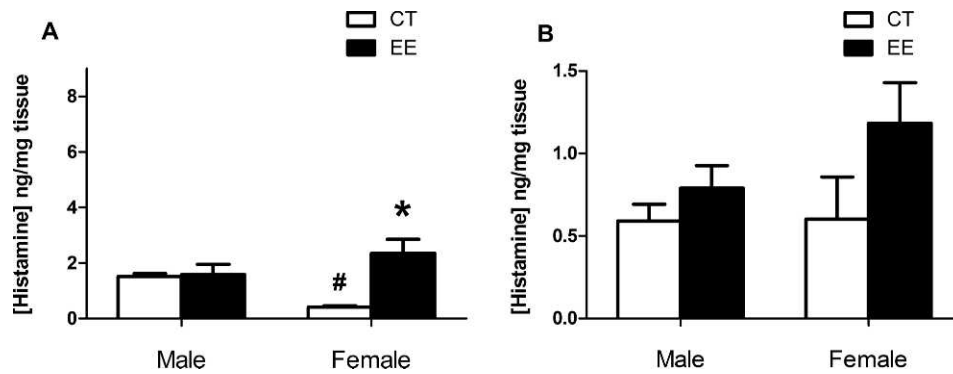 A
CT
EE
[Histamine] ng/mg tissue
8
6
4
2
0
#
*
Male
Female
B
CT
EE
[Histamine] ng/mg tissue
1.5
1.0
0.5
0.0
Male
Female